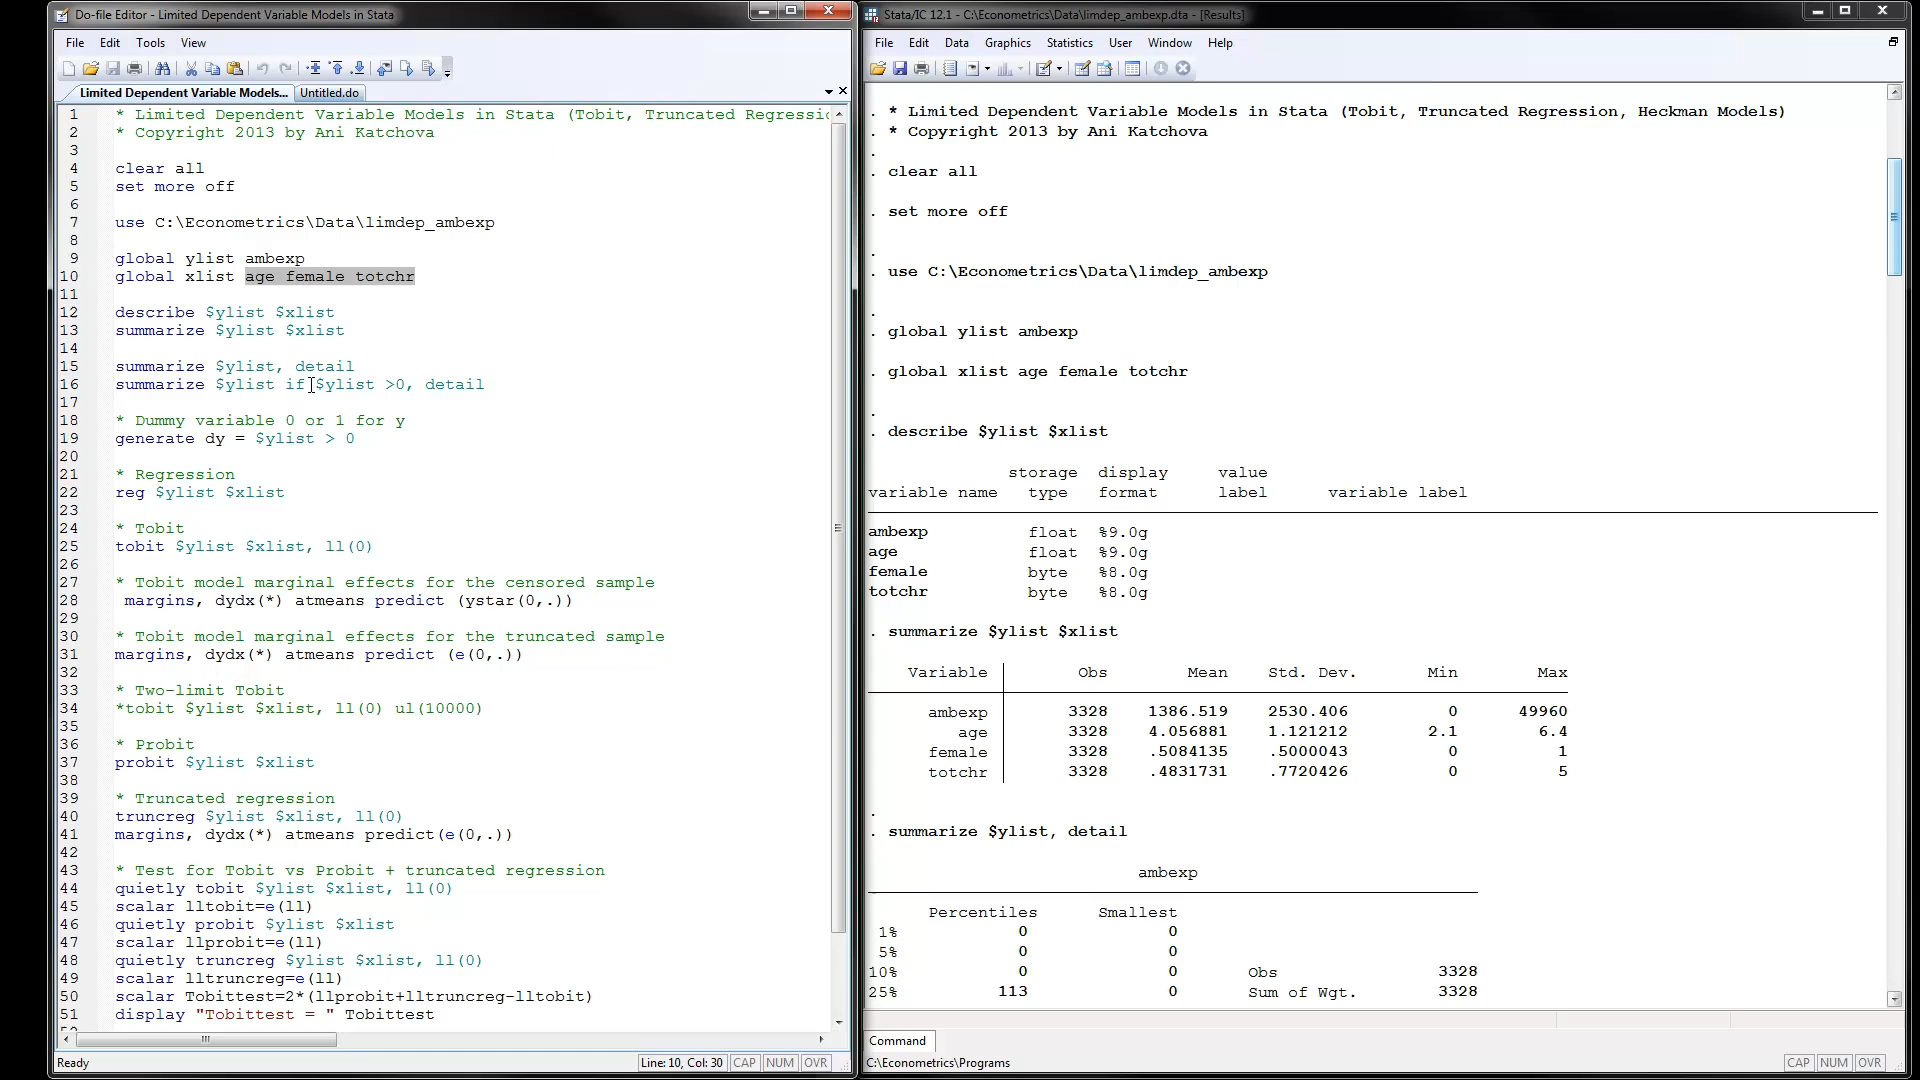 Do-file Editor - Limited Dependent Variable Models in Stata
File Edit Tools View
Limited Dependent Variable Models... Untitled.do
1 * Limited Dependent Variable Models in Stata (Tobit, Truncated Regressi
2 * Copyright 2013 by Ani Katchova
3
4 clear all
5 set more off
6
7 use C:\Econometrics\Data\limdep_ambexp
8
9 global ylist ambexp
10 global xlist age female totchr
11
12 describe $ylist $xlist
13 summarize $ylist $xlist
14
15 summarize $ylist, detail
16 summarize $ylist if $ylist >0, detail
17
18 * Dummy variable 0 or 1 for y
19 generate dy = $ylist > 0
20
21 * Regression
22 reg $ylist $xlist
23
24 * Tobit
25 tobit $ylist $xlist, ll(0)
26
27 * Tobit model marginal effects for the censored sample
28 margins, dydx(*) atmeans predict (ystar(0,.))
29
30 * Tobit model marginal effects for the truncated sample
31 margins, dydx(*) atmeans predict (e(0,.))
32
33 * Two-limit Tobit
34 *tobit $ylist $xlist, ll(0) ul(10000)
35
36 * Probit
37 probit $ylist $xlist
38
39 * Truncated regression
40 truncreg $ylist $xlist, ll(0)
41 margins, dydx(*) atmeans predict(e(0,.))
42
43 * Test for Tobit vs Probit + truncated regression
44 quietly tobit $ylist $xlist, ll(0)
45 scalar lltobit=e(ll)
46 quietly probit $ylist $xlist
47 scalar llprobit=e(ll)
48 quietly truncreg $ylist $xlist, ll(0)
49 scalar lltruncreg=e(ll)
50 scalar Tobittest=2*(llprobit+lltruncreg-lltobit)
51 display "Tobittest = " Tobittest
Ready Line: 10, Col: 30 CAP NUM OVR
Stata/IC 12.1 - C:\Econometrics\Data\limdep_ambexp.dta - [Results]
File Edit Data Graphics Statistics User Window Help
. * Limited Dependent Variable Models in Stata (Tobit, Truncated Regression, Heckman Models)
. * Copyright 2013 by Ani Katchova
.
. clear all
. set more off
.
. use C:\Econometrics\Data\limdep_ambexp
.
. global ylist ambexp
. global xlist age female totchr
.
. describe $ylist $xlist
storage display value
variable name type format label variable label
ambexp float %9.0g
age float %9.0g
female byte %8.0g
totchr byte %8.0g
. summarize $ylist $xlist
Variable Obs Mean Std. Dev. Min Max
ambexp 3328 1386.519 2530.406 0 49960
age 3328 4.056881 1.121212 2.1 6.4
female 3328 .5084135 .5000043 0 1
totchr 3328 .4831731 .7720426 0 5
.
. summarize $ylist, detail
ambexp
Percentiles Smallest
1% 0 0
5% 0 0
10% 0 0 Obs 3328
25% 113 0 Sum of Wgt. 3328
Command
C:\Econometrics\Programs CAP NUM OVR